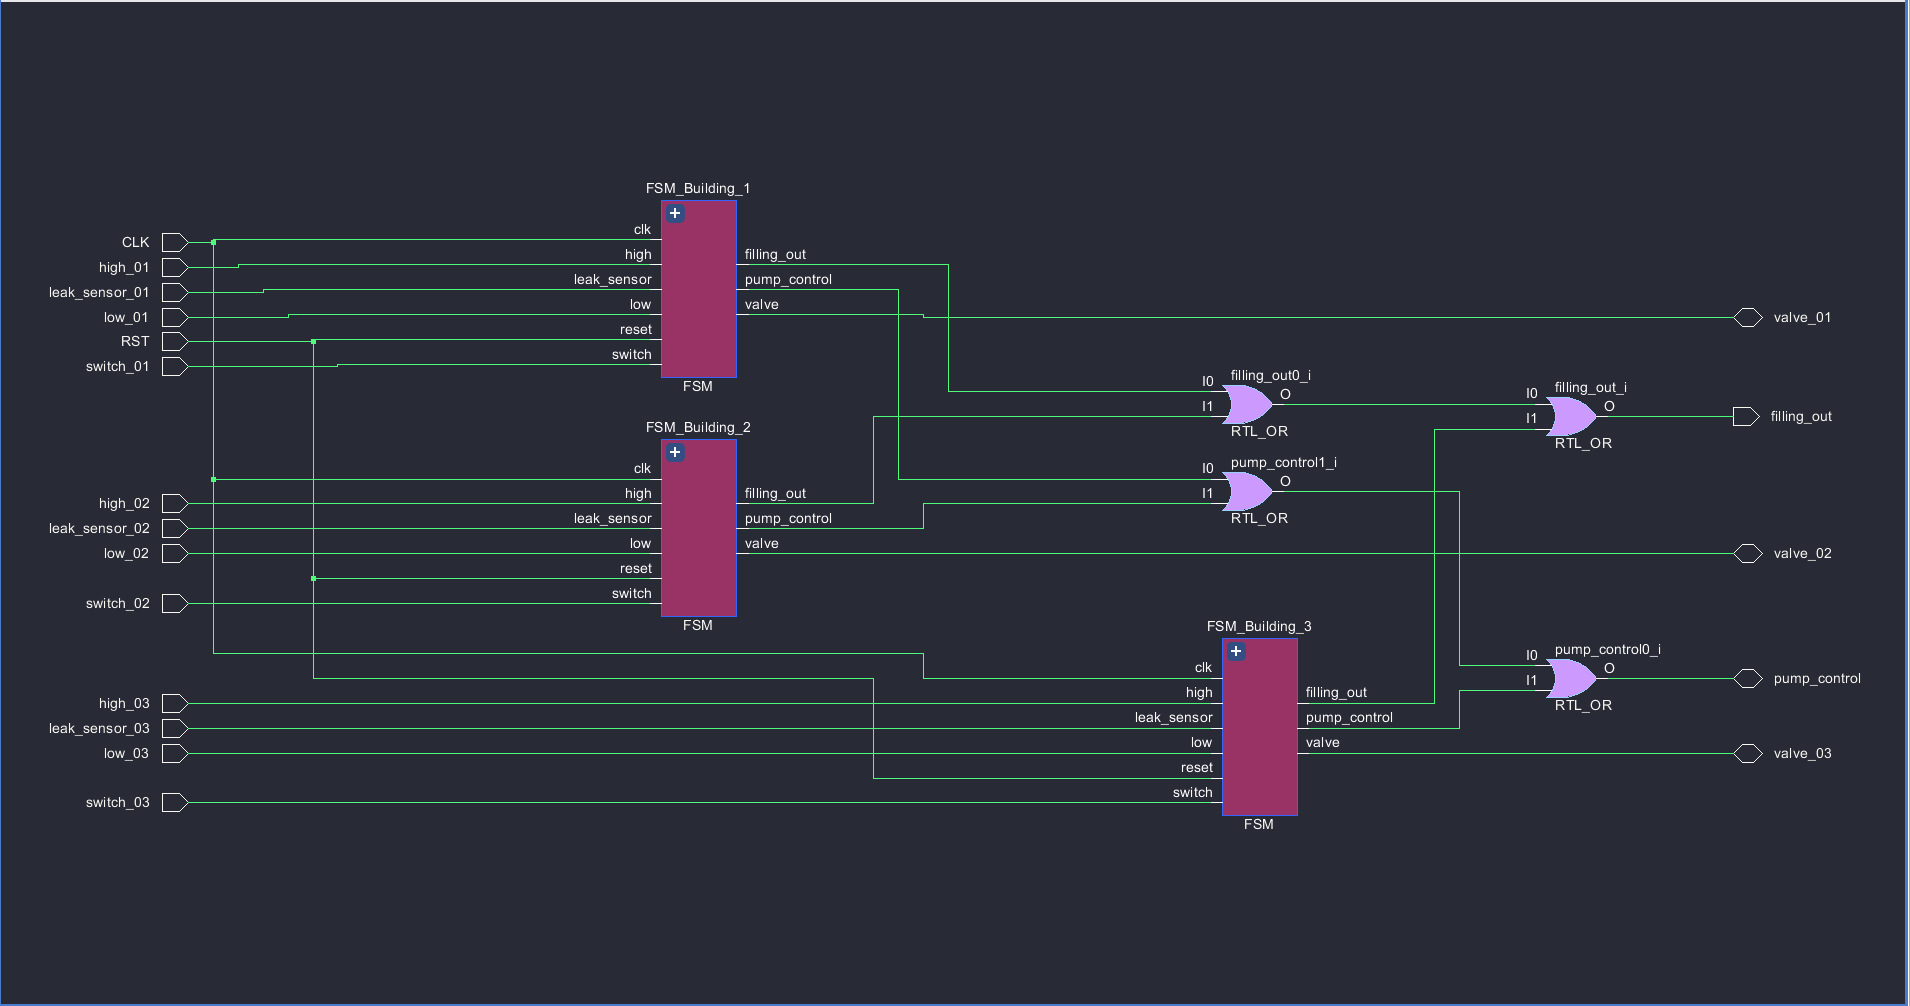 FSM_Building_1
CLK
high_01
leak_sensor_01
low_01
RST
switch_01
clk
high
leak_sensor
low
reset
switch
filling_out
pump_control
valve
FSM
FSM_Building_2
high_02
leak_sensor_02
low_02
switch_02
clk
high
leak_sensor
low
reset
switch
filling_out
pump_control
valve
FSM
high_03
leak_sensor_03
low_03
switch_03
FSM_Building_3
clk
high
leak_sensor
low
reset
switch
filling_out
pump_control
valve
FSM
filling_out0_i
I0
I1
O
RTL_OR
pump_control1_i
I0
I1
O
RTL_OR
filling_out_i
I0
I1
O
RTL_OR
pump_control0_i
I0
I1
O
RTL_OR
valve_01
filling_out
valve_02
pump_control
valve_03